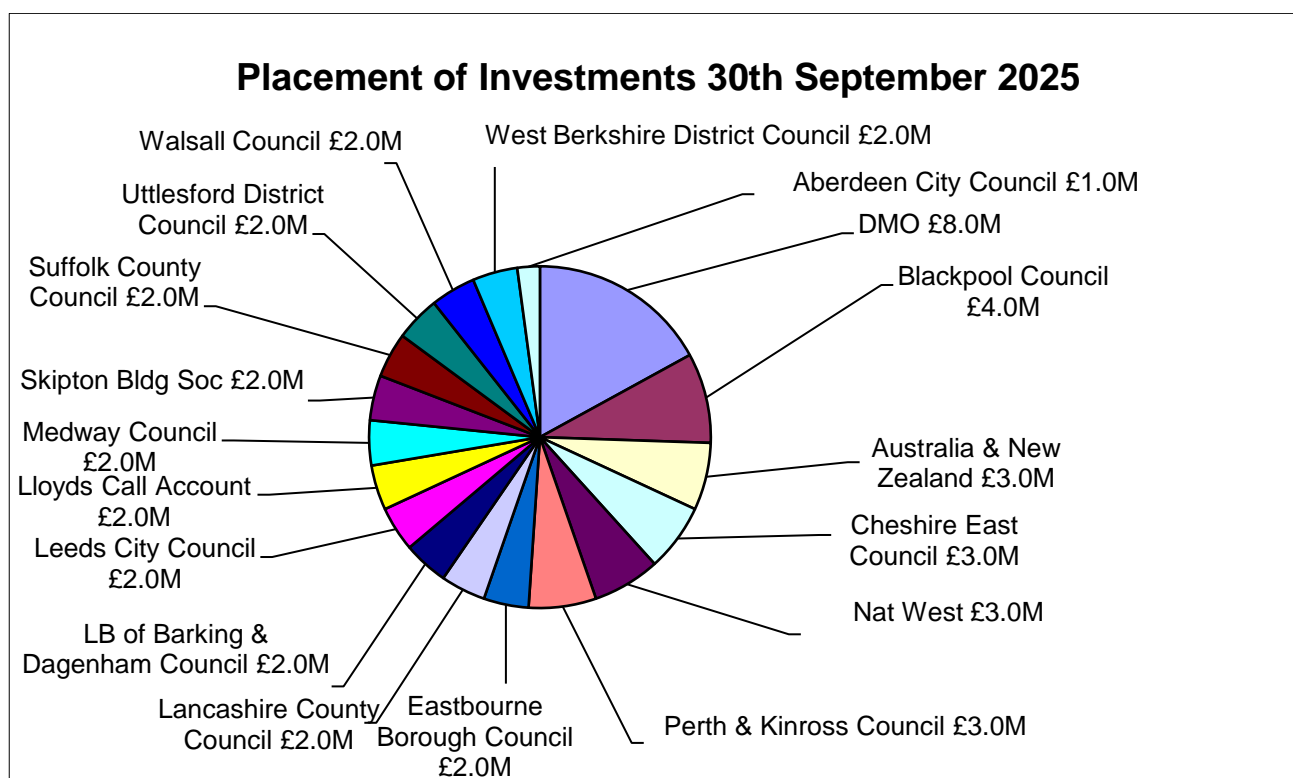 Placement of Investments 30th September 2025
West Berkshire District Council £2.0M
Walsall Council £2.0M
Aberdeen City Council £1.0M
Uttlesford District
Council £2.0M
DMO £8.0M
Suffolk County
Council £2.0M
Blackpool Council
£4.0M
Skipton Bldg Soc £2.0M
Medway Council
£2.0M
Australia & New
Zealand £3.0M
Lloyds Call Account
£2.0M
Cheshire East
Council £3.0M
Leeds City Council
£2.0M
Nat West £3.0M
LB of Barking &
Dagenham Council £2.0M
Lancashire County
Council £2.0M
Eastbourne
Borough Council
£2.0M
Perth & Kinross Council £3.0M